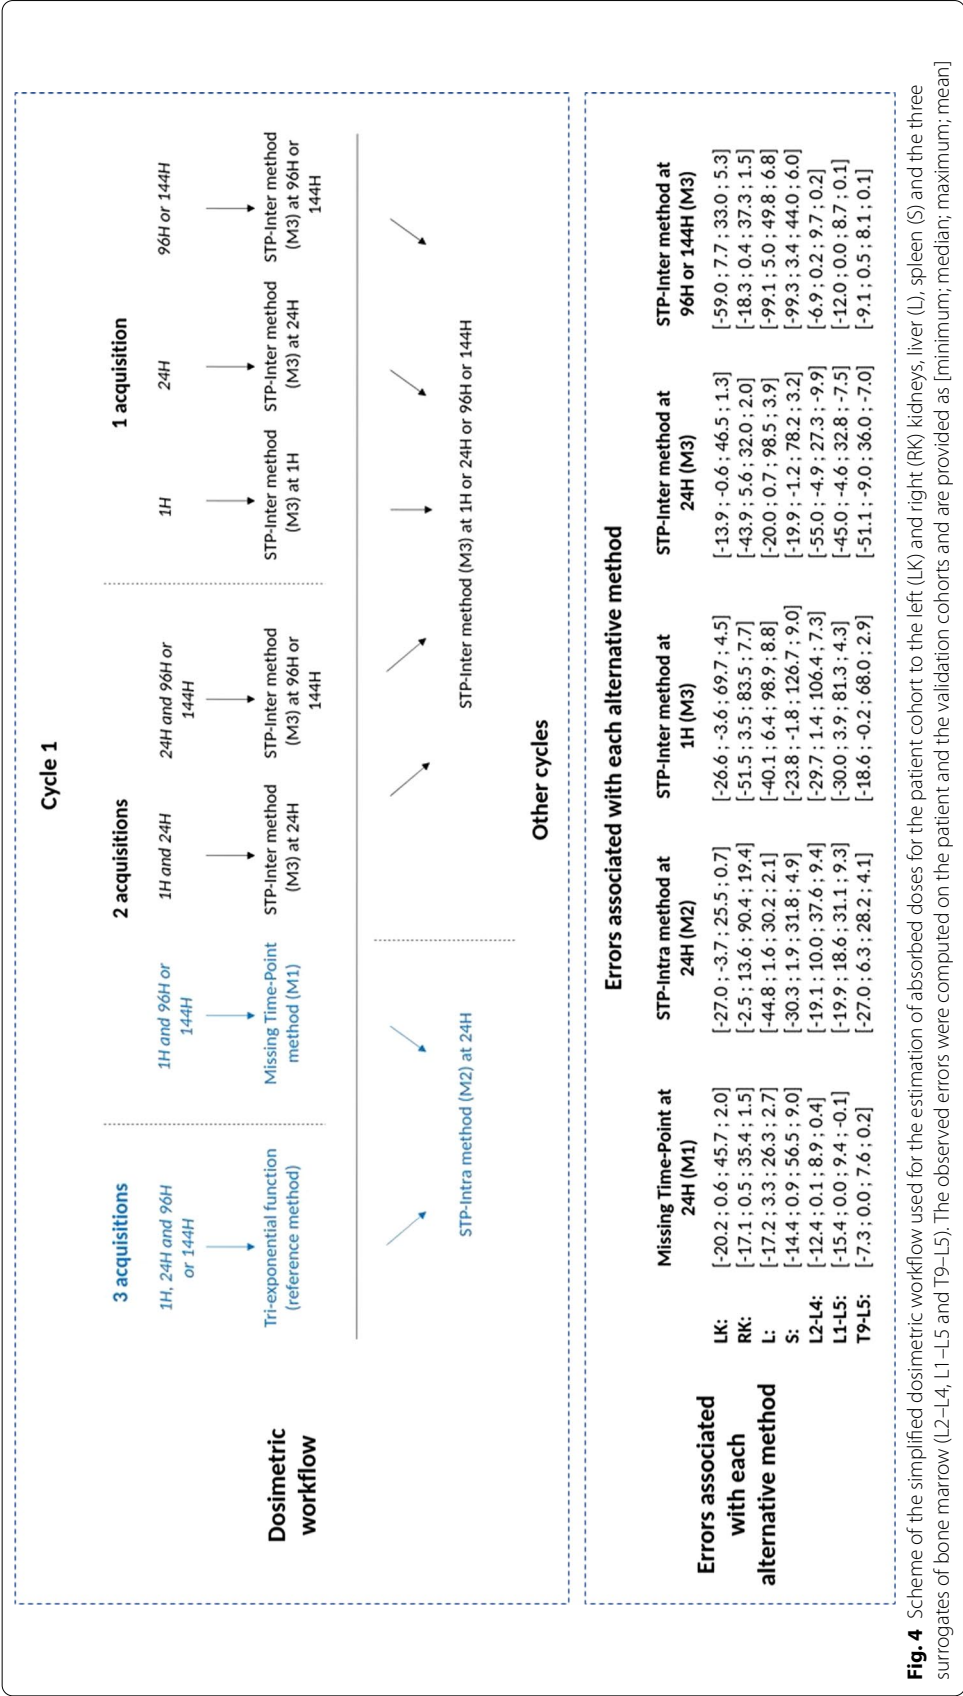 Cycle 1
3 acquisitions
2 acquisitions
1 acquisition
1H, 24H and 96H
or 144H
1H and 96H or
144H
1H and 24H
24H and 96H or
144H
1H
24H
96H or 144H
Dosimetric
workflow
Tri-exponential function
(reference method)
Missing Time-Point
method (M1)
STP-Inter method
(M3) at 24H
STP-Inter method
(M3) at 96H or
144H
STP-Inter method
(M3) at 1H
STP-Inter method
(M3) at 24H
STP-Inter method
(M3) at 96H or
144H
STP-Intra method (M2) at 24H
STP-Inter method (M3) at 1H or 24H or 96H or 144H
Other cycles
Errors associated with each alternative method
Errors associated
with each
alternative method
Missing Time-Point at
24H (M1)
STP-Intra method at
24H (M2)
STP-Inter method at
1H (M3)
STP-Inter method at
24H (M3)
STP-Inter method at
96H or 144H (M3)
LK: [-20.2 ; 0.6 ; 45.7 ; 2.0] [-27.0 ; -3.7 ; 25.5 ; 0.7] [-26.6 ; -3.6 ; 69.7 ; 4.5] [-13.9 ; -0.6 ; 46.5 ; 1.3] [-59.0 ; 7.7 ; 33.0 ; 5.3]
RK: [-17.1 ; 0.5 ; 35.4 ; 1.5] [-2.5 ; 13.6 ; 90.4 ; 19.4] [-51.5 ; 3.5 ; 83.5 ; 7.7] [-43.9 ; 5.6 ; 32.0 ; 2.0] [-18.3 ; 0.4 ; 37.3 ; 1.5]
L: [-17.2 ; 3.3 ; 26.3 ; 2.7] [-44.8 ; 1.6 ; 30.2 ; 2.1] [-40.1 ; 6.4 ; 98.9 ; 8.8] [-20.0 ; 0.7 ; 98.5 ; 3.9] [-99.1 ; 5.0 ; 49.8 ; 6.8]
S: [-14.4 ; 0.9 ; 56.5 ; 9.0] [-30.3 ; 1.9 ; 31.8 ; 4.9] [-23.8 ; -1.8 ; 126.7 ; 9.0] [-19.9 ; -1.2 ; 78.2 ; 3.2] [-99.3 ; 3.4 ; 44.0 ; 6.0]
L2-L4: [-12.4 ; 0.1 ; 8.9 ; 0.4] [-19.1 ; 10.0 ; 37.6 ; 9.4] [-29.7 ; 1.4 ; 106.4 ; 7.3] [-55.0 ; -4.9 ; 27.3 ; -9.9] [-6.9 ; 0.2 ; 9.7 ; 0.2]
L1-L5: [-15.4 ; 0.0 ; 9.4 ; -0.1] [-19.9 ; 18.6 ; 31.1 ; 9.3] [-30.0 ; 3.9 ; 81.3 ; 4.3] [-45.0 ; -4.6 ; 32.8 ; -7.5] [-12.0 ; 0.0 ; 8.7 ; 0.1]
T9-L5: [-7.3 ; 0.0 ; 7.6 ; 0.2] [-27.0 ; 6.3 ; 28.2 ; 4.1] [-18.6 ; -0.2 ; 68.0 ; 2.9] [-51.1 ; -9.0 ; 36.0 ; -7.0] [-9.1 ; 0.5 ; 8.1 ; 0.1]
Fig. 4 Scheme of the simplified dosimetric workflow used for the estimation of absorbed doses for the patient cohort to the left (LK) and right (RK) kidneys, liver (L), spleen (S) and the three
surrogates of bone marrow (L2–L4, L1–L5 and T9–L5). The observed errors were computed on the patient and the validation cohorts and are provided as [minimum; median; maximum; mean]